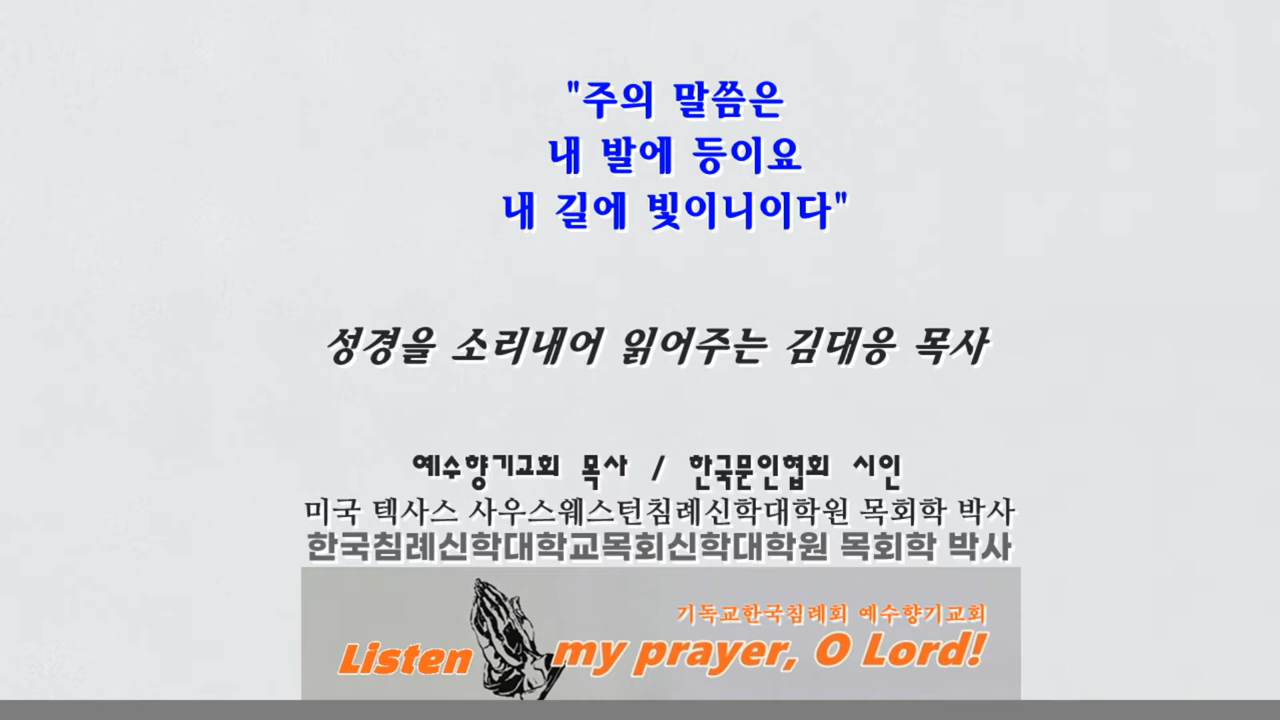 "주의 말씀은
내 발에 등이요
내 길에 빛이니이다"
성경을 소리내어 읽어주는 김대응 목사
예수향기교회 목사 / 한국문인협회 시인
미국 텍사스 사우스웨스턴침례신학대학원 목회학 박사
한국침례신학대학교목회신학대학원 목회학 박사
기독교한국침례회 예수향기교회
Listen my prayer, O Lord!